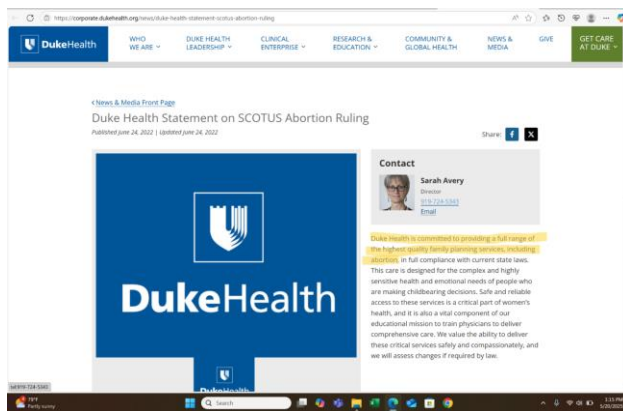 https://corporate.dukehealth.org/news/duke-health-statement-scotus-abortion-ruling
DukeHealth
WHO
WE ARE
DUKE HEALTH
LEADERSHIP
CLINICAL
ENTERPRISE
RESEARCH &
EDUCATION
COMMUNITY &
GLOBAL HEALTH
NEWS &
MEDIA
GIVE
GET CARE
AT DUKE
News & Media Front Page
Duke Health Statement on SCOTUS Abortion Ruling
Published June 24, 2022 | Updated June 24, 2022
Share:
DukeHealth
Contact
Sarah Avery
Director
919-724-5343
Email
Duke Health is committed to providing a full range of
the highest quality family planning services, including
abortion, in full compliance with current state laws.
This care is designed for the complex and highly
sensitive health and emotional needs of people who
are making childbearing decisions. Safe and reliable
access to these services is a critical part of women's
health, and it is also a vital component of our
educational mission to train physicians to deliver
comprehensive care. We value the ability to deliver
these critical services safely and compassionately, and
we will assess changes if required by law.
tel:919-724-5343
Partly sunny
Search
3:33 PM